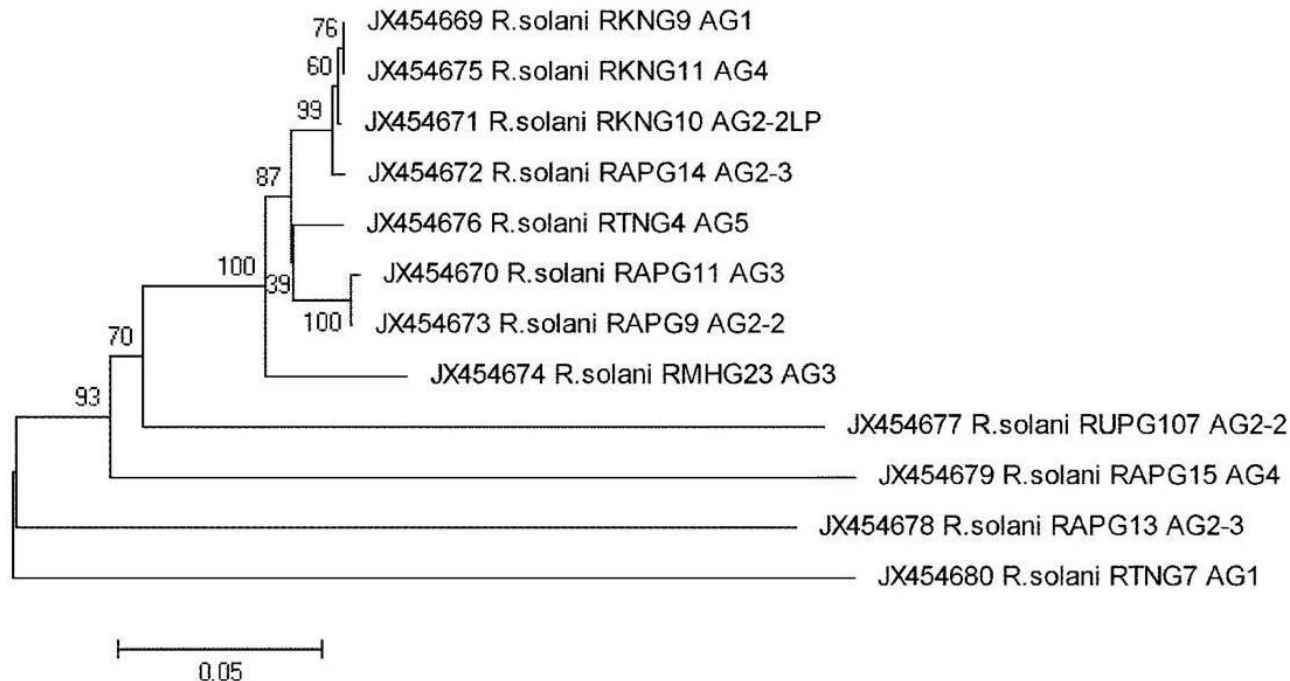 76
JX454669 R.solani RKNG9 AG1
60
JX454675 R.solani RKNG11 AG4
99
JX454671 R.solani RKNG10 AG2-2LP
JX454672 R.solani RAPG14 AG2-3
87
JX454676 R.solani RTNG4 AG5
100
39
JX454670 R.solani RAPG11 AG3
100
JX454673 R.solani RAPG9 AG2-2
70
JX454674 R.solani RMHG23 AG3
93
JX454677 R.solani RUPG107 AG2-2
JX454679 R.solani RAPG15 AG4
JX454678 R.solani RAPG13 AG2-3
JX454680 R.solani RTNG7 AG1
0.05